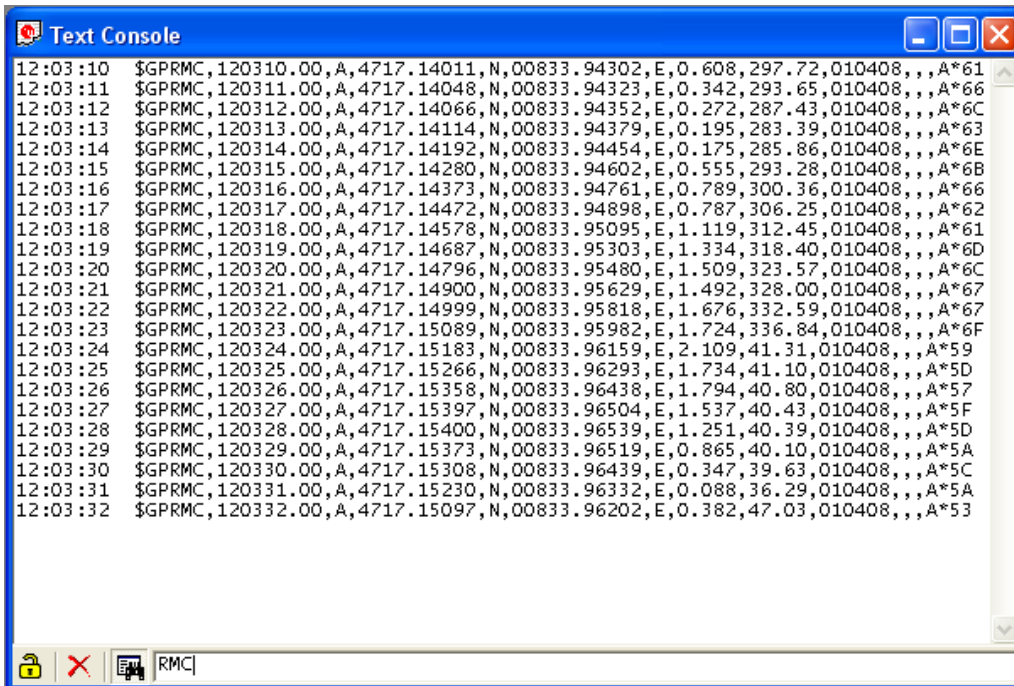 Text Console
12:03:10 $GPRMC,120310.00,A,4717.14011,N,00833.94302,E,0.608,297.72,010408,,,A*61
12:03:11 $GPRMC,120311.00,A,4717.14048,N,00833.94323,E,0.342,293.65,010408,,,A*66
12:03:12 $GPRMC,120312.00,A,4717.14066,N,00833.94352,E,0.272,287.43,010408,,,A*6C
12:03:13 $GPRMC,120313.00,A,4717.14114,N,00833.94379,E,0.195,283.39,010408,,,A*63
12:03:14 $GPRMC,120314.00,A,4717.14192,N,00833.94454,E,0.175,285.86,010408,,,A*6E
12:03:15 $GPRMC,120315.00,A,4717.14280,N,00833.94602,E,0.555,293.28,010408,,,A*6B
12:03:16 $GPRMC,120316.00,A,4717.14373,N,00833.94761,E,0.789,300.36,010408,,,A*66
12:03:17 $GPRMC,120317.00,A,4717.14472,N,00833.94898,E,0.787,306.25,010408,,,A*62
12:03:18 $GPRMC,120318.00,A,4717.14578,N,00833.95095,E,1.119,312.45,010408,,,A*61
12:03:19 $GPRMC,120319.00,A,4717.14687,N,00833.95303,E,1.334,318.40,010408,,,A*6D
12:03:20 $GPRMC,120320.00,A,4717.14796,N,00833.95480,E,1.509,323.57,010408,,,A*6C
12:03:21 $GPRMC,120321.00,A,4717.14900,N,00833.95629,E,1.492,328.00,010408,,,A*67
12:03:22 $GPRMC,120322.00,A,4717.14999,N,00833.95818,E,1.676,332.59,010408,,,A*67
12:03:23 $GPRMC,120323.00,A,4717.15089,N,00833.95982,E,1.724,336.84,010408,,,A*6F
12:03:24 $GPRMC,120324.00,A,4717.15183,N,00833.96159,E,2.109,41.31,010408,,,A*59
12:03:25 $GPRMC,120325.00,A,4717.15266,N,00833.96293,E,1.734,41.10,010408,,,A*5D
12:03:26 $GPRMC,120326.00,A,4717.15358,N,00833.96438,E,1.794,40.80,010408,,,A*57
12:03:27 $GPRMC,120327.00,A,4717.15397,N,00833.96504,E,1.537,40.43,010408,,,A*5F
12:03:28 $GPRMC,120328.00,A,4717.15400,N,00833.96539,E,1.251,40.39,010408,,,A*5D
12:03:29 $GPRMC,120329.00,A,4717.15373,N,00833.96519,E,0.865,40.10,010408,,,A*5A
12:03:30 $GPRMC,120330.00,A,4717.15308,N,00833.96439,E,0.347,39.63,010408,,,A*5C
12:03:31 $GPRMC,120331.00,A,4717.15230,N,00833.96332,E,0.088,36.29,010408,,,A*5A
12:03:32 $GPRMC,120332.00,A,4717.15097,N,00833.96202,E,0.382,47.03,010408,,,A*53
RMC